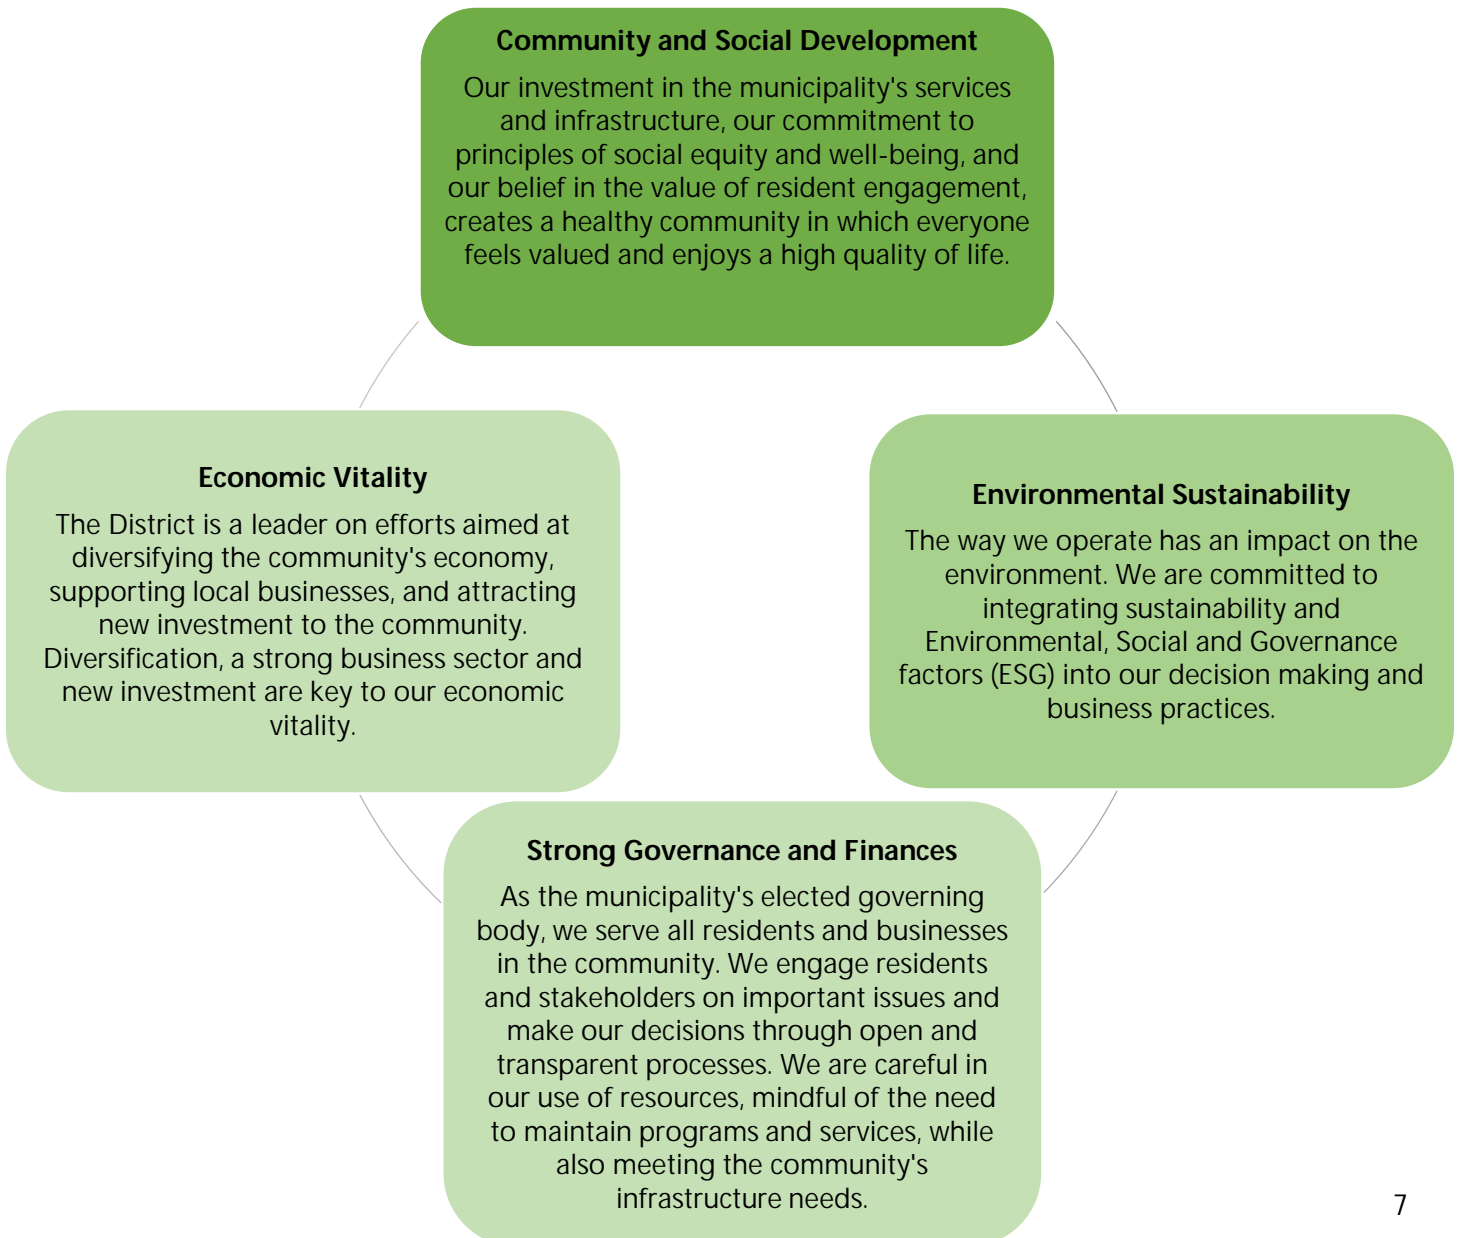 Community and Social Development
Our investment in the municipality's services
and infrastructure, our commitment to
principles of social equity and well-being, and
our belief in the value of resident engagement,
creates a healthy community in which everyone
feels valued and enjoys a high quality of life.
Economic Vitality
The District is a leader on efforts aimed at
diversifying the community's economy,
supporting local businesses, and attracting
new investment to the community.
Diversification, a strong business sector and
new investment are key to our economic
vitality.
Environmental Sustainability
The way we operate has an impact on the
environment. We are committed to
integrating sustainability and
Environmental, Social and Governance
factors (ESG) into our decision making and
business practices.
Strong Governance and Finances
As the municipality's elected governing
body, we serve all residents and businesses
in the community. We engage residents
and stakeholders on important issues and
make our decisions through open and
transparent processes. We are careful in
our use of resources, mindful of the need
to maintain programs and services, while
also meeting the community's
infrastructure needs.
7